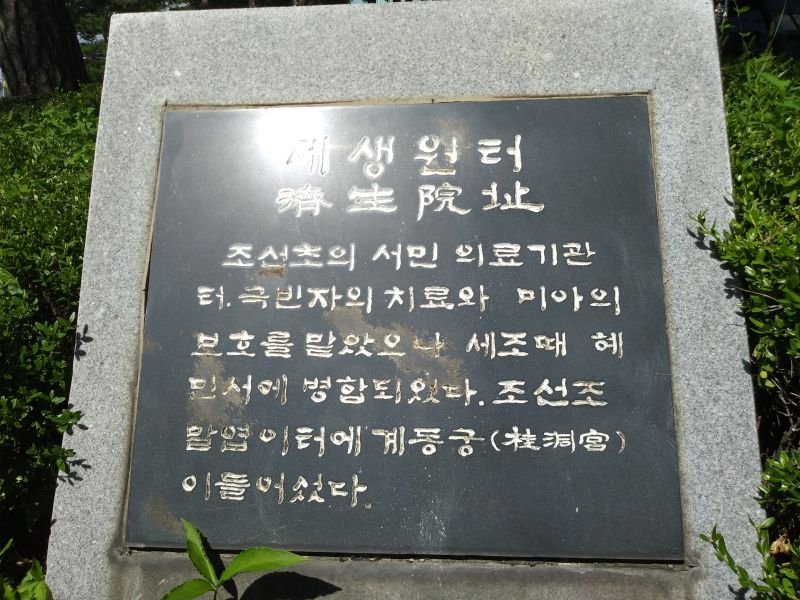 제생원터
濟生院址
조선초의 서민 의료기관
터. 극빈자의 치료와 미아의
보호를 맡았으나 세조때 혜
민서에 병합되었다. 조선조
말엽 이터에 계동궁(桂洞宮)
이들어섰다.